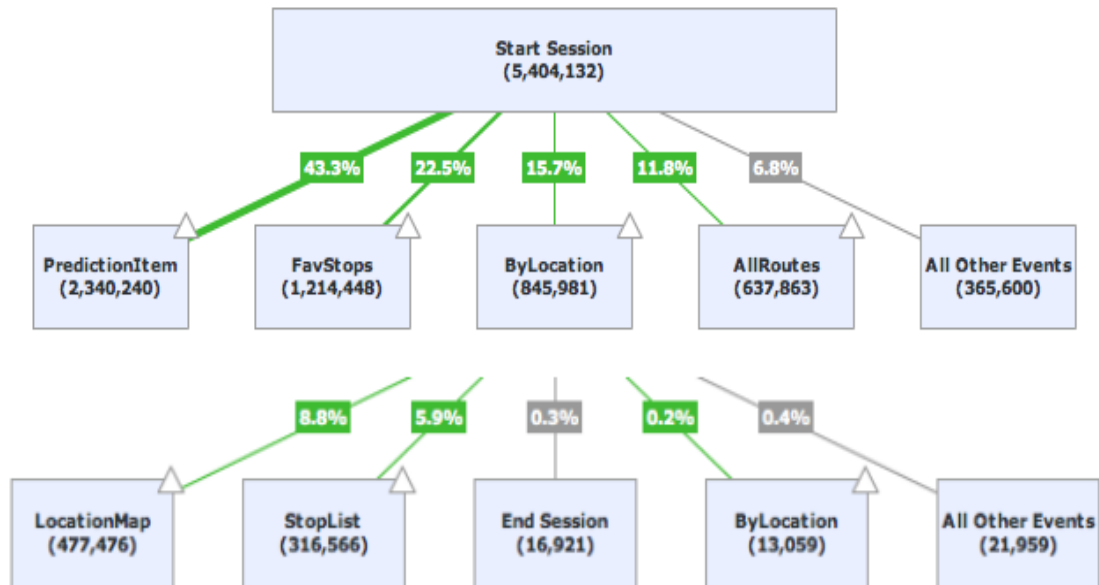 Start Session
(5,404,132)
43.3%
22.5%
15.7%
11.8%
6.8%
PredictionItem
(2,340,240)
FavStops
(1,214,448)
ByLocation
(845,981)
AllRoutes
(637,863)
All Other Events
(365,600)
8.8%
5.9%
0.3%
0.2%
0.4%
LocationMap
(477,476)
StopList
(316,566)
End Session
(16,921)
ByLocation
(13,059)
All Other Events
(21,959)